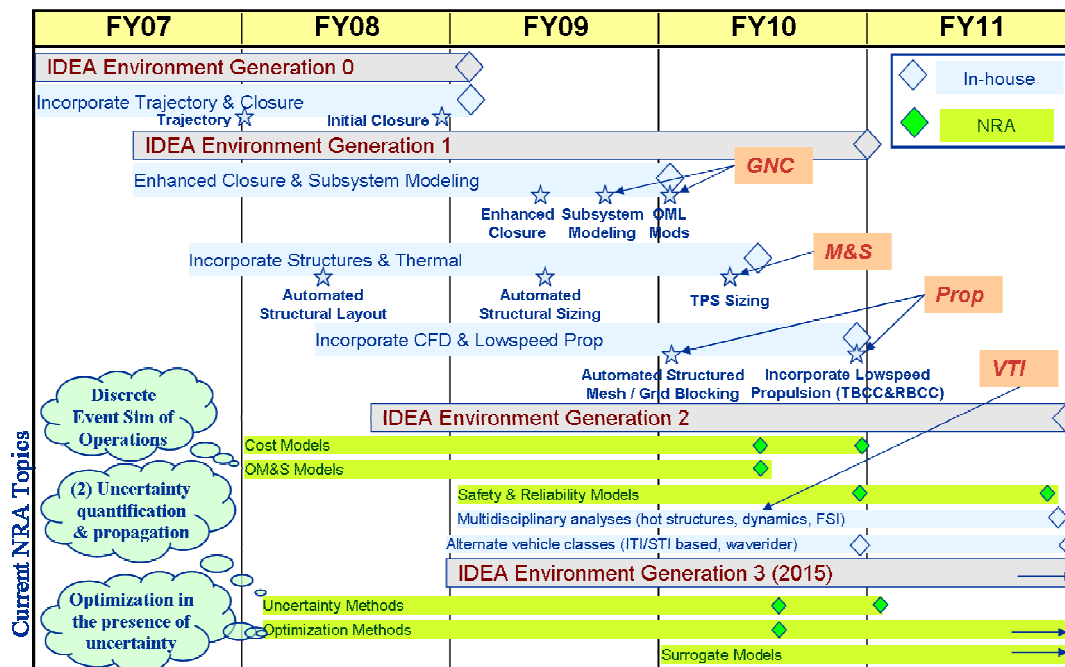 FY07 FY08 FY09 FY10 FY11
IDEA Environment Generation 0
In-house
NRA
Incorporate Trajectory & Closure
Trajectory
Initial Closure
IDEA Environment Generation 1
GNC
Enhanced Closure & Subsystem Modeling
Enhanced
Closure
Subsystem
Modeling
OML
Mods
M&S
Incorporate Structures & Thermal
Automated
Structural Layout
Automated
Structural Sizing
TPS Sizing
Prop
Incorporate CFD & Lowspeed Prop
VTI
Automated Structured
Mesh / Grid Blocking
Incorporate Lowspeed
Propulsion (TBCC&RBCC)
IDEA Environment Generation 2
Current NRA Topics
Discrete
Event Sim of
Operations
Cost Models
OM&S Models
(2) Uncertainty
quantification
& propagation
Safety & Reliability Models
Multidisciplinary analyses (hot structures, dynamics, FSI)
Alternate vehicle classes (ITI/STI based, waverider)
IDEA Environment Generation 3 (2015)
Optimization in
the presence of
uncertainty
Uncertainty Methods
Optimization Methods
Surrogate Models